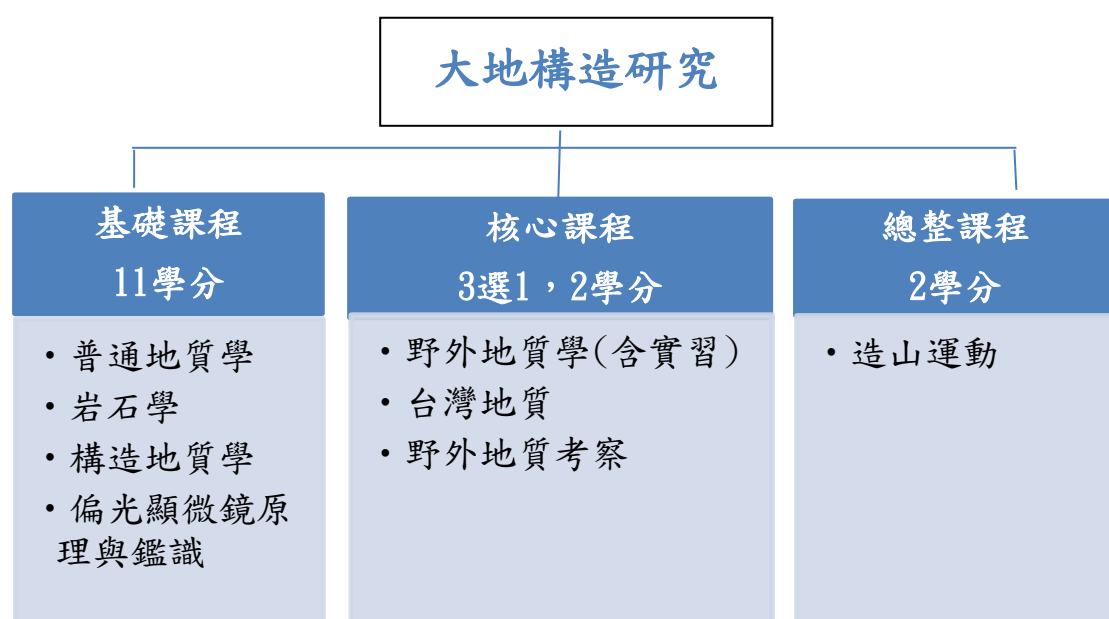 大地構造研究
基礎課程
11學分
• 普通地質學
• 岩石學
• 構造地質學
• 偏光顯微鏡原
理與鑑識
核心課程
3選1，2學分
• 野外地質學(含實習)
• 台灣地質
• 野外地質考察
總整課程
2學分
• 造山運動